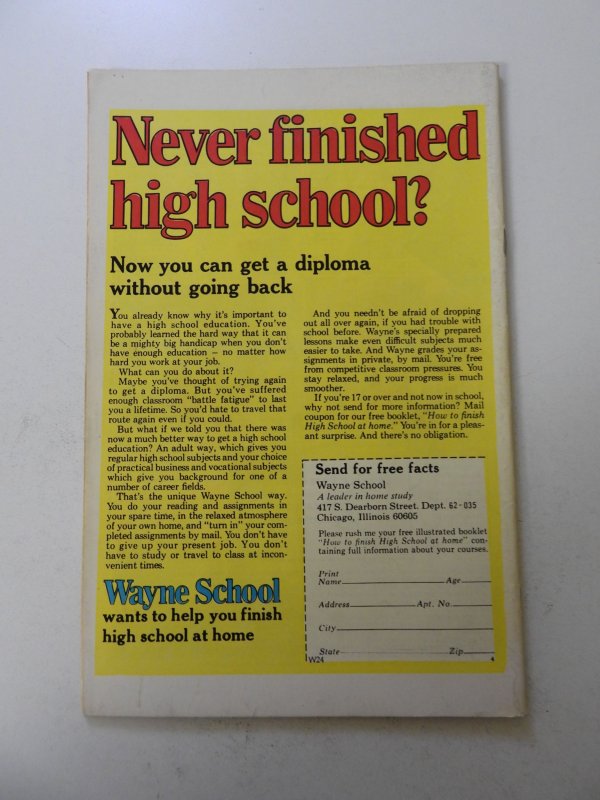 Never finished
high school?
Now you can get a diploma
without going back
You already know why it's important to
have a high school education. You've
probably learned the hard way that it can
be a mighty big handicap when you don't
have enough education – no matter how
hard you work at your job.
What can you do about it?
Maybe you've thought of trying again
to get a diploma. But you've suffered
enough classroom "battle fatigue" to last
you a lifetime. So you'd hate to travel that
route again even if you could.
But what if we told you that there was
now a much better way to get a high school
education? An adult way, which gives you
regular high school subjects and your choice
of practical business and vocational subjects
which give you background for one of a
number of career fields.
That's the unique Wayne School way.
You do your reading and assignments in
your spare time, in the relaxed atmosphere
of your own home, and "turn in" your com-
pleted assignments by mail. You don't have
to give up your present job. You don't
have to study or travel to class at incon-
venient times.
Wayne School
wants to help you finish
high school at home
And you needn't be afraid of dropping
out all over again, if you had trouble with
school before. Wayne's specially prepared
lessons make even difficult subjects much
easier to take. And Wayne grades your as-
signments in private, by mail. You're free
from competitive classroom pressures. You
stay relaxed, and your progress is much
smoother.
If you're 17 or over and not now in school,
why not send for more information? Mail
coupon for our free booklet, "How to finish
High School at home." You're in for a pleas-
ant surprise. And there's no obligation.
Send for free facts
Wayne School
A leader in home study
417 S. Dearborn Street. Dept. 62-035
Chicago, Illinois 60605
Please rush me your free illustrated booklet
"How to finish High School at home" con-
taining full information about your courses.
Print
Name Age
Address Apt. No.
City
State Zip
W24 4